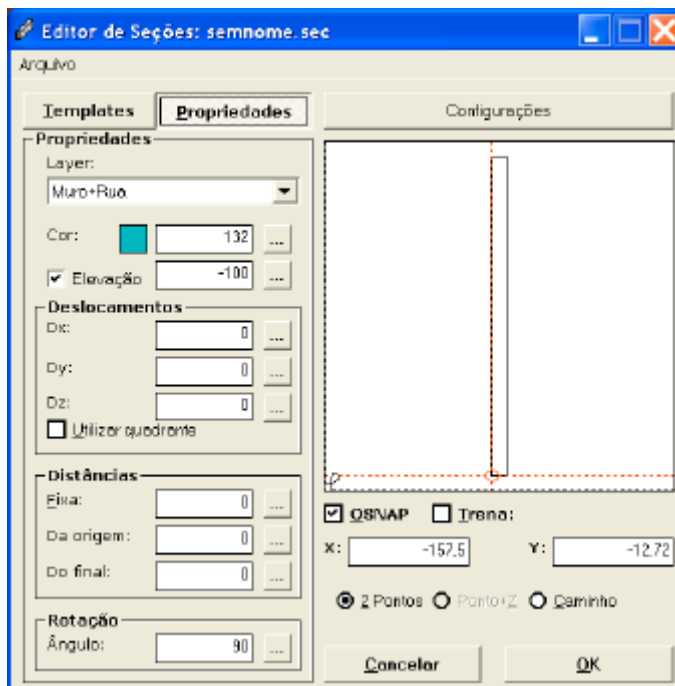 Editor de Seções: semnome.sec
Arquivo
Templates
Propriedades
Configurações
Propriedades
Layer:
Muro+Rua
Cor:
132
...
Elevação
-100
...
Deslocamentos
Dx:
0
...
Dy:
0
...
Dz:
0
...
Utilizar quadrante
Distâncias
Fixa:
0
...
Da origem:
0
...
Do final:
0
...
Rotação
Ângulo:
90
...
OSNAP
Trena:
X:
-157.5
Y:
-12.72
2 Pontos
Ponto+Z
Caminho
Cancelar
OK